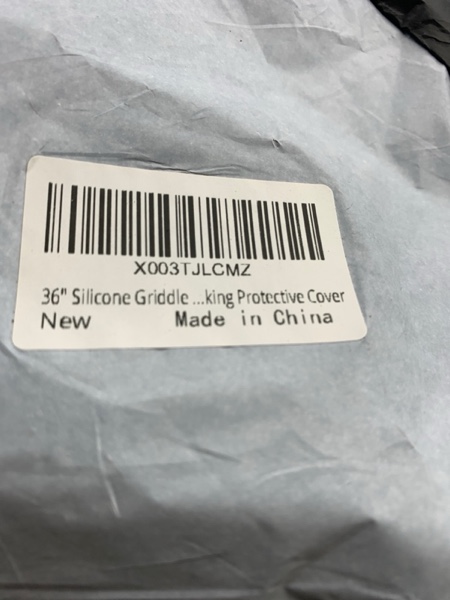 X003TJLCMZ
36" Silicone Griddle ...king Protective Cover
New Made in China